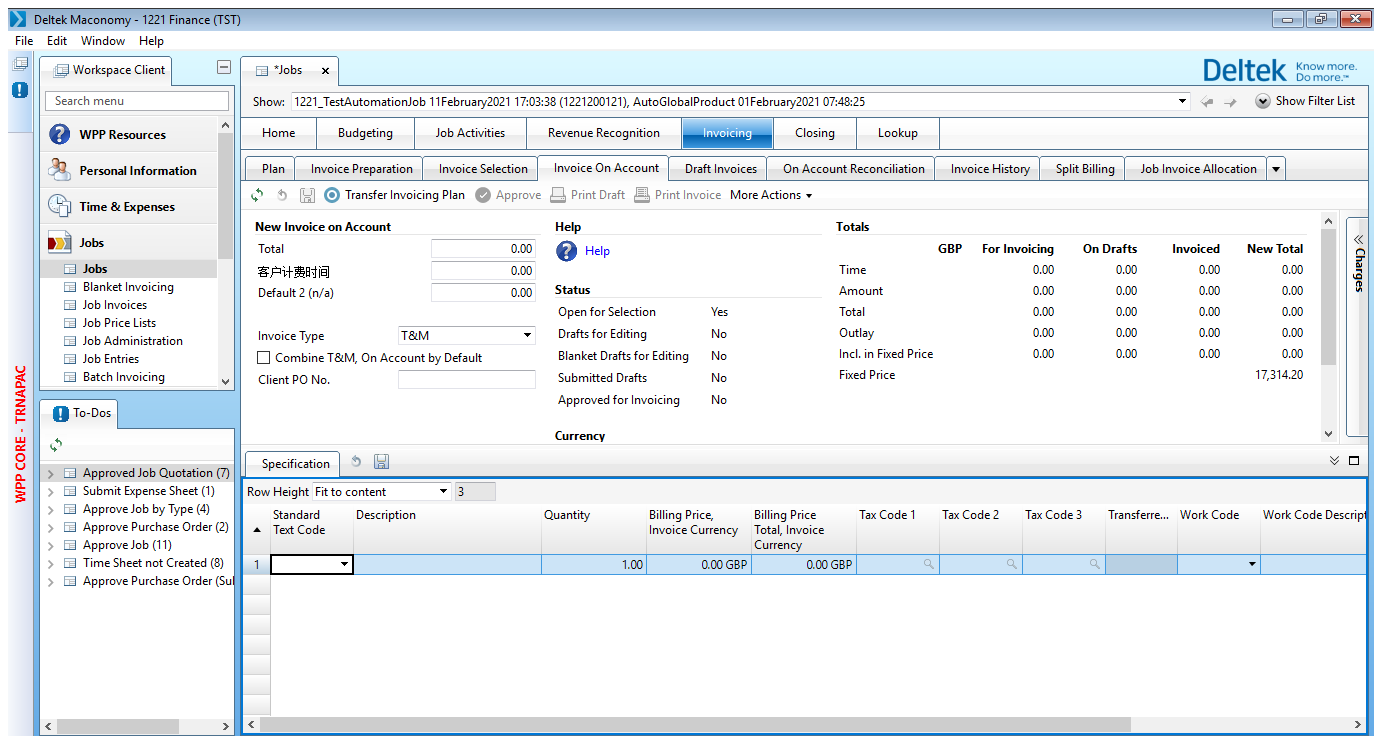 Deltek Maconomy - 1221 Finance (TST)
File Edit Window Help
Workspace Client
Search menu
WPP Resources
Personal Information
Time & Expenses
Jobs
Jobs
Blanket Invoicing
Job Invoices
Job Price Lists
Job Administration
Job Entries
Batch Invoicing
WPP CORE - TRNAPAC
To-Dos
Approved Job Quotation (7)
Submit Expense Sheet (1)
Approve Job by Type (4)
Approve Purchase Order (2)
Approve Job (11)
Time Sheet not Created (8)
Approve Purchase Order (Sul
*Jobs
Deltek Know more. Do more.™
Show: 1221_TestAutomationJob 11February2021 17:03:38 (1221200121), AutoGlobalProduct 01February2021 07:48:25 Show Filter List
Home Budgeting Job Activities Revenue Recognition Invoicing Closing Lookup
Plan Invoice Preparation Invoice Selection Invoice On Account Draft Invoices On Account Reconciliation Invoice History Split Billing Job Invoice Allocation
Transfer Invoicing Plan Approve Print Draft Print Invoice More Actions
New Invoice on Account
Total 0.00
客户计费时间 0.00
Default 2 (n/a) 0.00
Invoice Type T&M
Combine T&M, On Account by Default
Client PO No.
Help
Help
Status
Open for Selection Yes
Drafts for Editing No
Blanket Drafts for Editing No
Submitted Drafts No
Approved for Invoicing No
Currency
Totals
GBP For Invoicing On Drafts Invoiced New Total
Time 0.00 0.00 0.00 0.00
Amount 0.00 0.00 0.00 0.00
Total 0.00 0.00 0.00 0.00
Outlay 0.00 0.00 0.00 0.00
Incl. in Fixed Price 0.00 0.00 0.00 0.00
Fixed Price 17,314.20
Charges
Specification
Row Height Fit to content 3
Standard Text Code Description Quantity Billing Price, Invoice Currency Billing Price Total, Invoice Currency Tax Code 1 Tax Code 2 Tax Code 3 Transferre... Work Code Work Code Descript
1 1.00 0.00 GBP 0.00 GBP